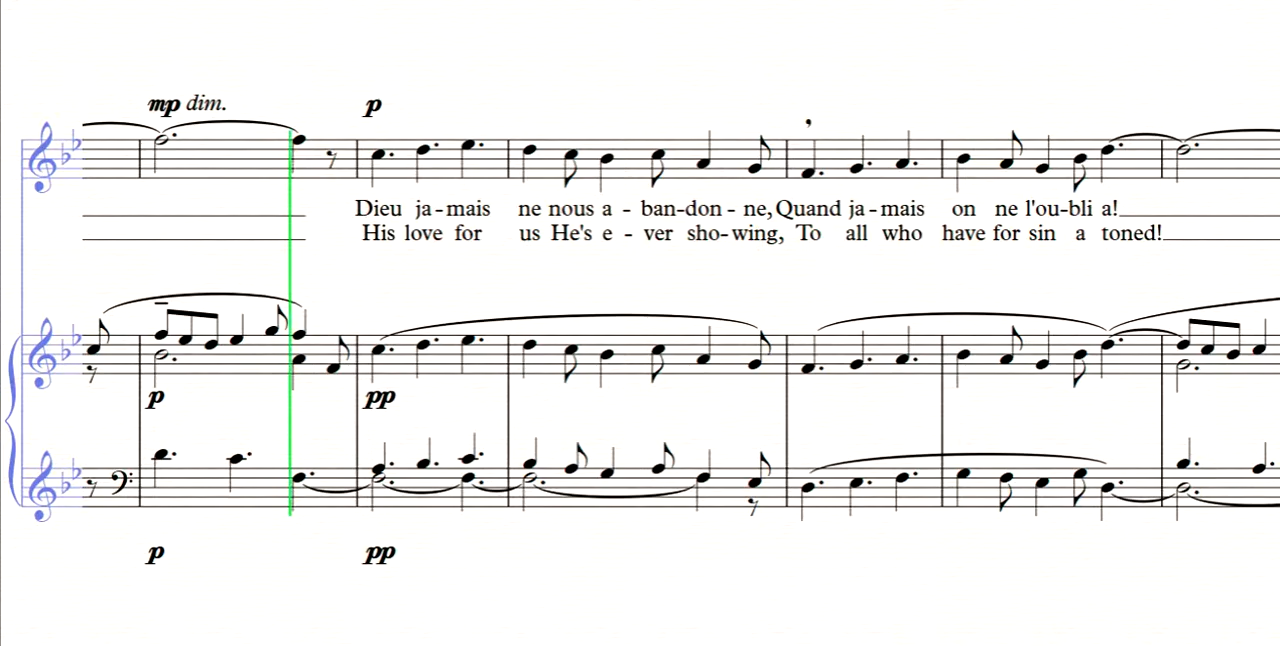 mp dim. p
Dieu ja-mais ne nous a - ban-don - ne, Quand ja-mais on ne l'ou-bli a!
His love for us He's e - ver sho-wing, To all who have for sin a toned!
p pp
p pp